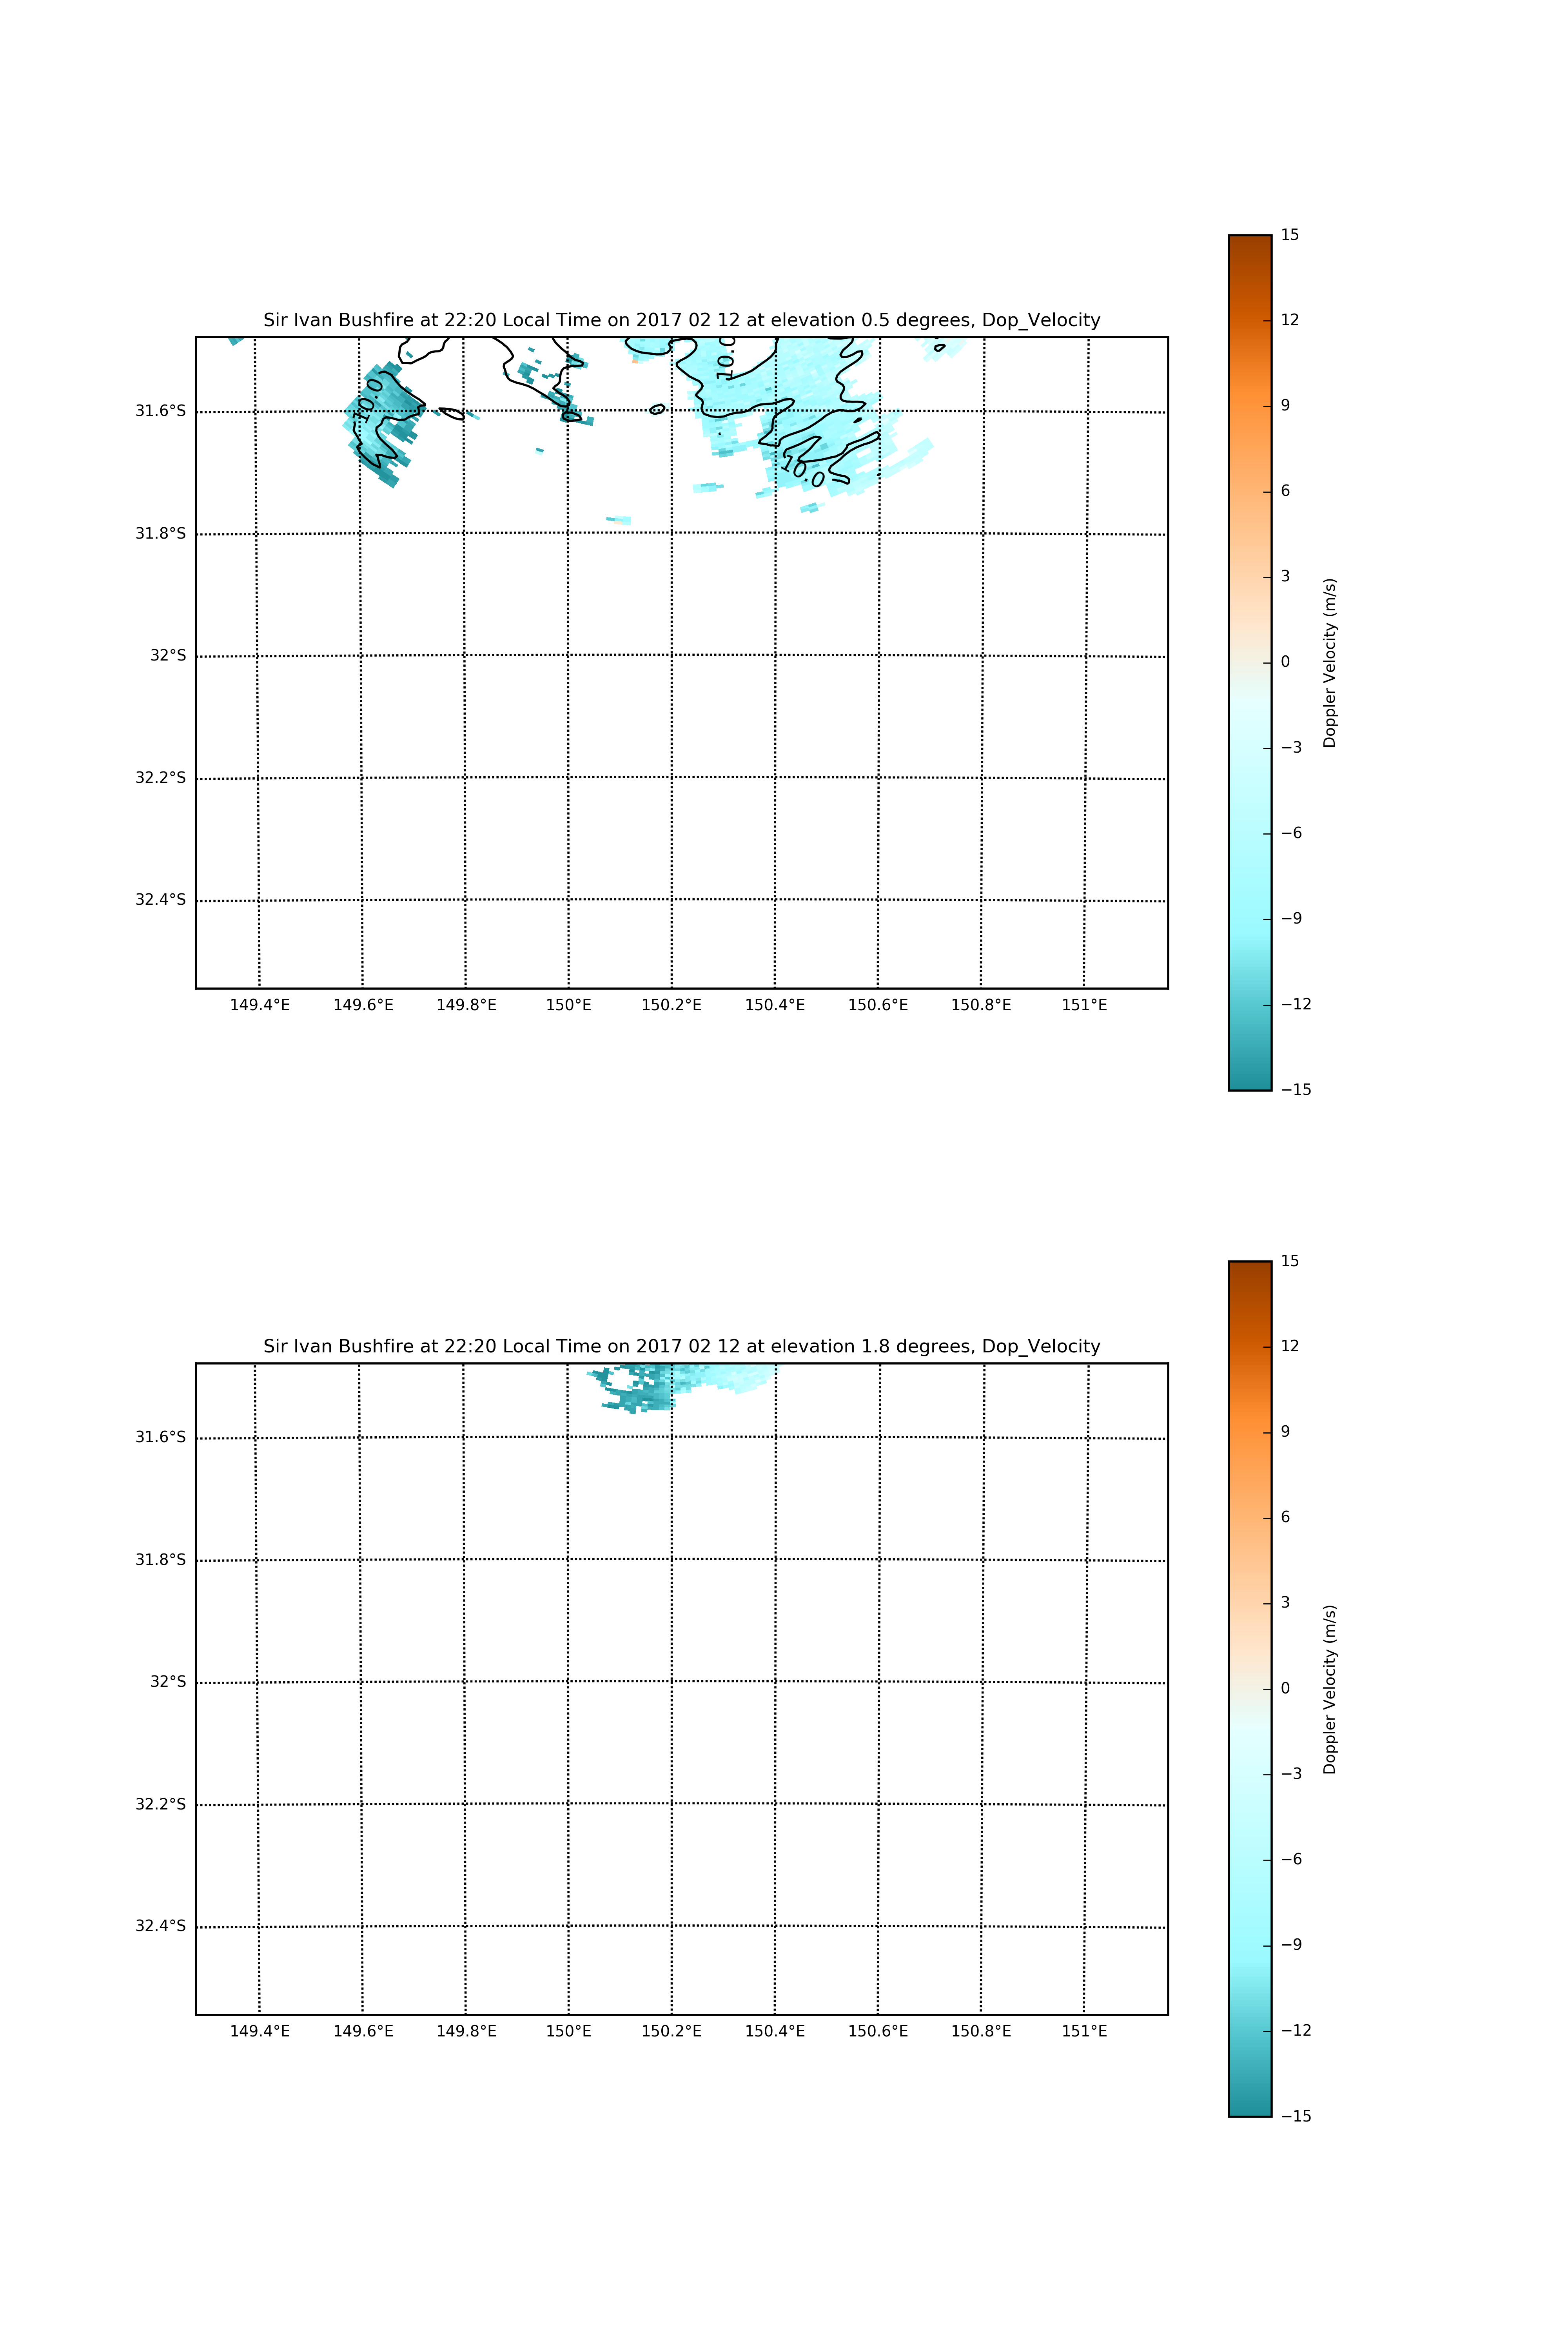 Sir Ivan Bushfire at 22:20 Local Time on 2017 02 12 at elevation 0.5 degrees, Dop_Velocity
10.0
10.0
10.0
31.6°S
31.8°S
32°S
32.2°S
32.4°S
149.4°E 149.6°E 149.8°E 150°E 150.2°E 150.4°E 150.6°E 150.8°E 151°E
15
12
9
6
3
0
−3
−6
−9
−12
−15
Doppler Velocity (m/s)
Sir Ivan Bushfire at 22:20 Local Time on 2017 02 12 at elevation 1.8 degrees, Dop_Velocity
31.6°S
31.8°S
32°S
32.2°S
32.4°S
149.4°E 149.6°E 149.8°E 150°E 150.2°E 150.4°E 150.6°E 150.8°E 151°E
15
12
9
6
3
0
−3
−6
−9
−12
−15
Doppler Velocity (m/s)